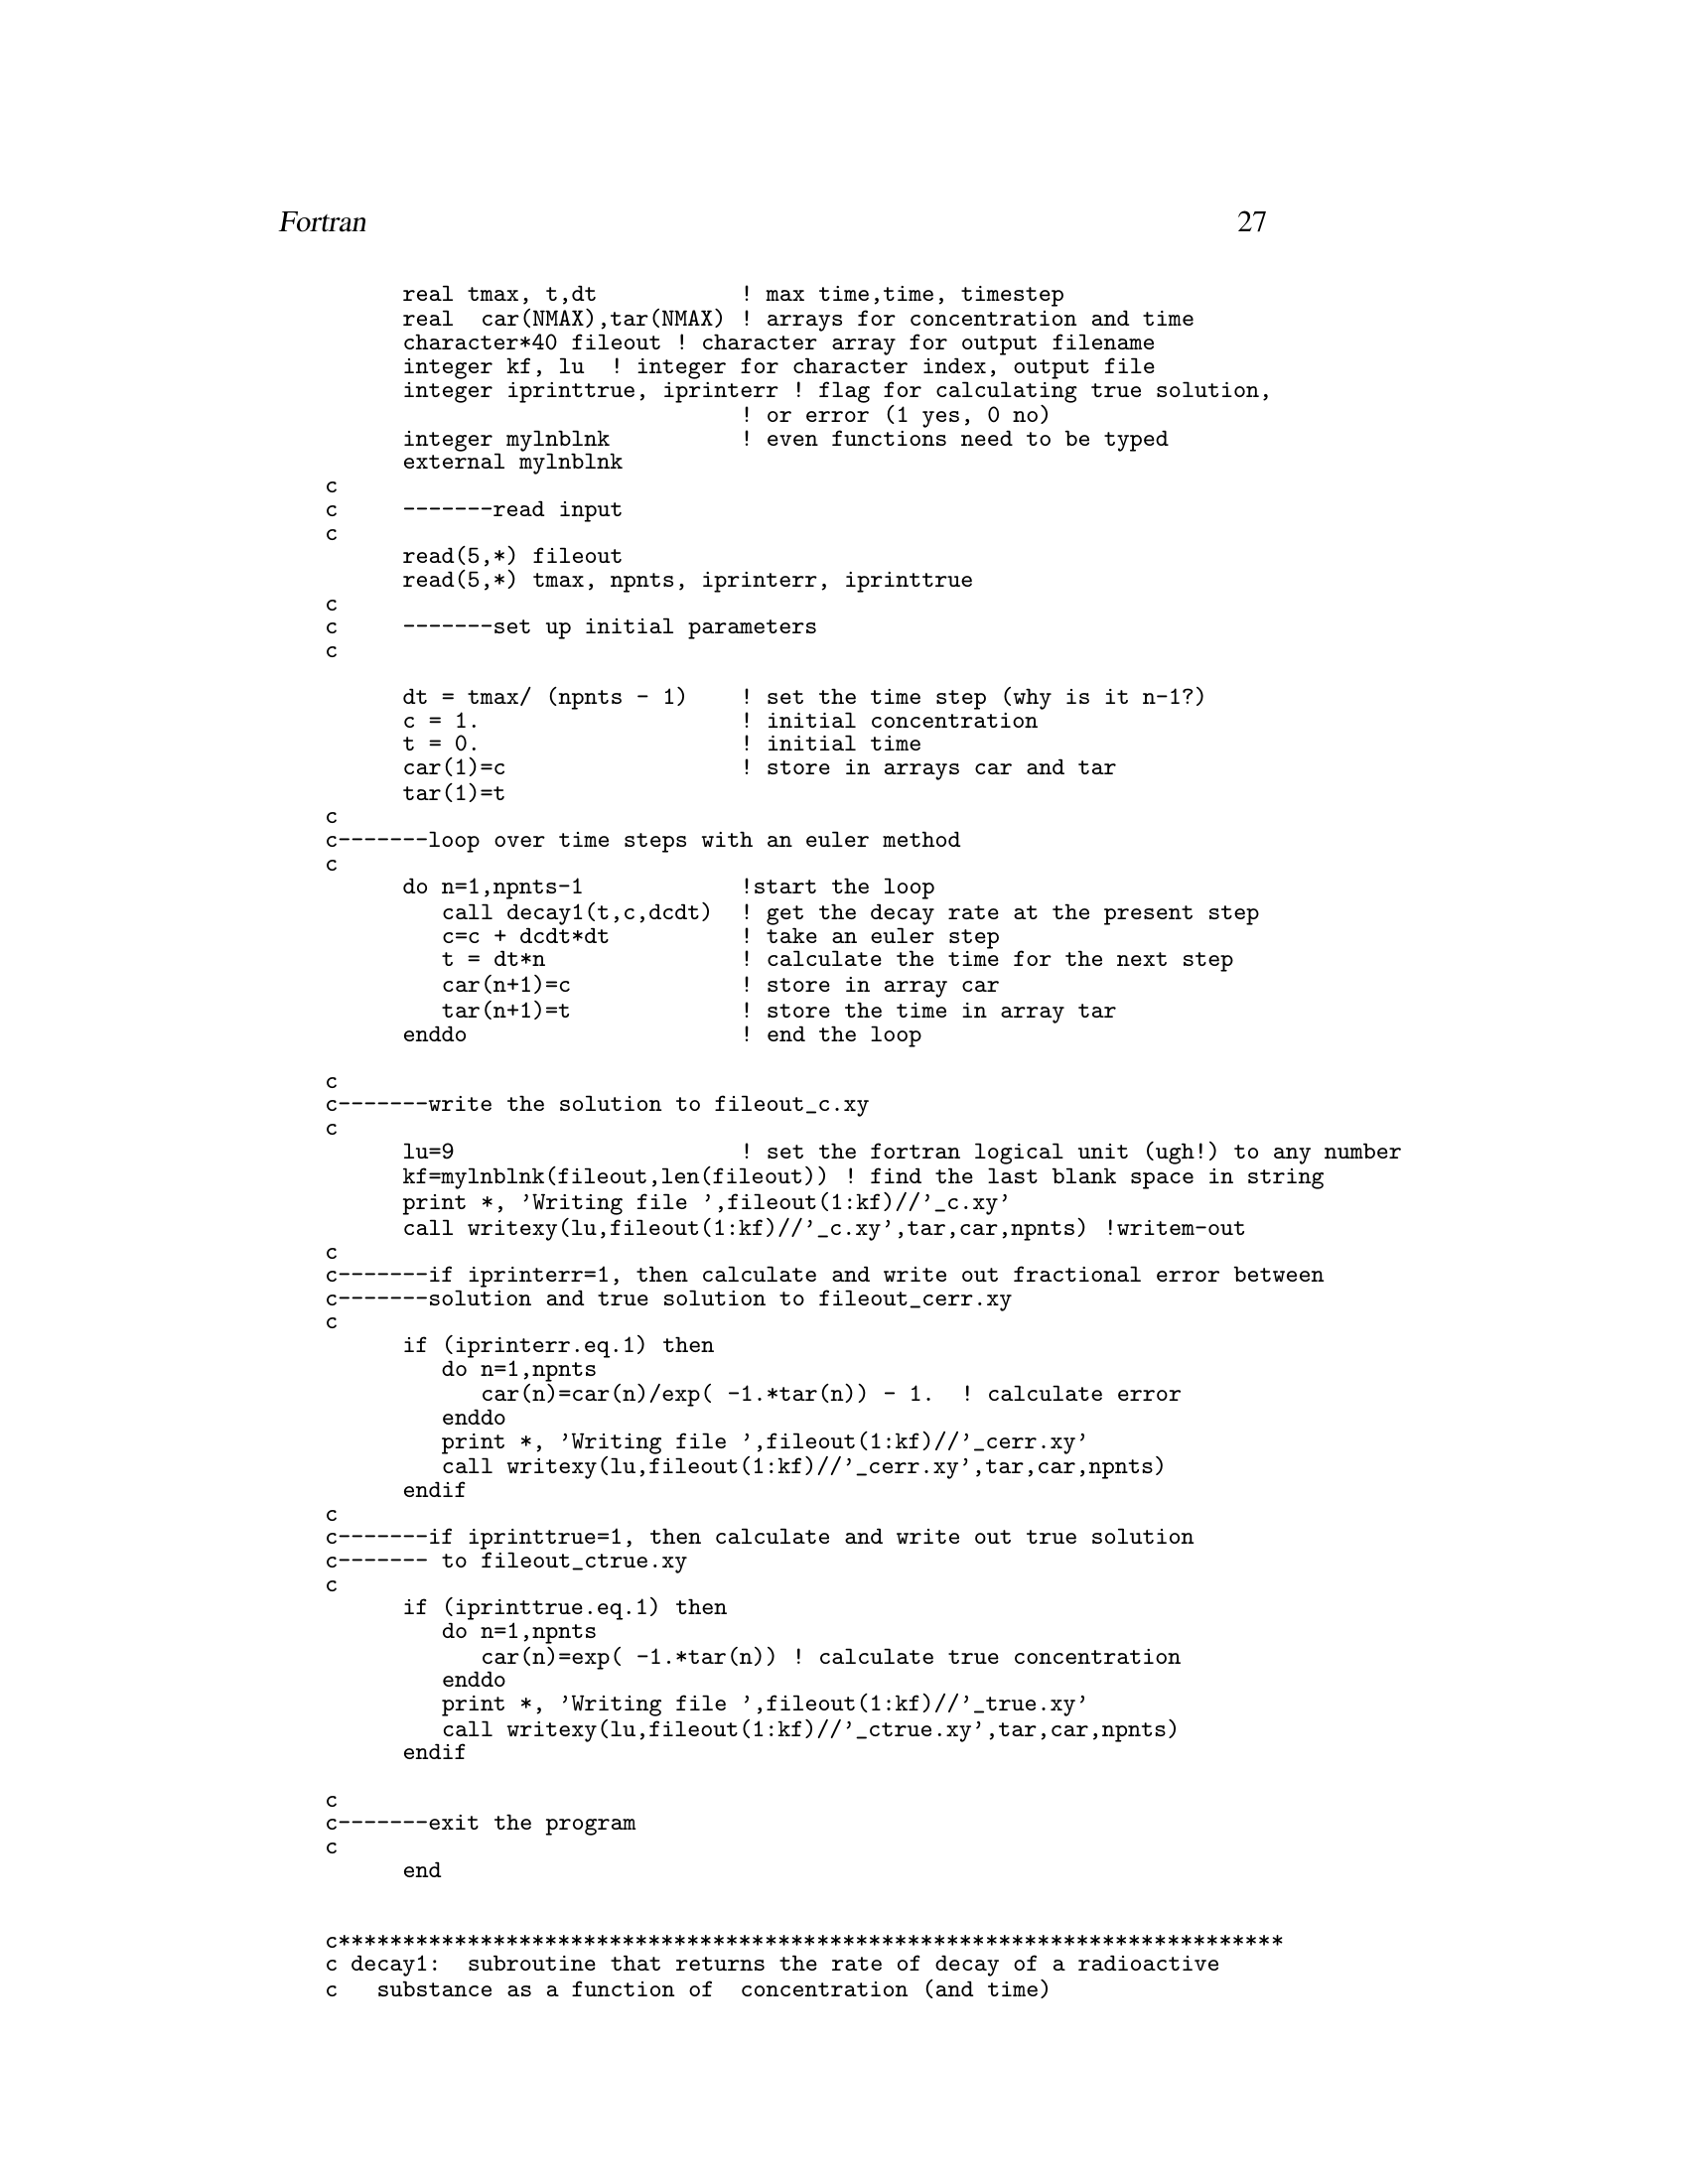 Fortran 27
real tmax, t,dt           ! max time,time, timestep
real  car(NMAX),tar(NMAX) ! arrays for concentration and time
character*40 fileout ! character array for output filename
integer kf, lu  ! integer for character index, output file
integer iprinttrue, iprinterr ! flag for calculating true solution,
                          ! or error (1 yes, 0 no)
integer mylnblnk          ! even functions need to be typed
external mylnblnk
c
c     -------read input
c
      read(5,*) fileout
      read(5,*) tmax, npnts, iprinterr, iprinttrue
c
c     -------set up initial parameters
c
      dt = tmax/ (npnts - 1)    ! set the time step (why is it n-1?)
      c = 1.                    ! initial concentration
      t = 0.                    ! initial time
      car(1)=c                  ! store in arrays car and tar
      tar(1)=t
c
c-------loop over time steps with an euler method
c
      do n=1,npnts-1            !start the loop
         call decay1(t,c,dcdt)  ! get the decay rate at the present step
         c=c + dcdt*dt          ! take an euler step
         t = dt*n               ! calculate the time for the next step
         car(n+1)=c             ! store in array car
         tar(n+1)=t             ! store the time in array tar
      enddo                     ! end the loop
c
c-------write the solution to fileout_c.xy
c
      lu=9                      ! set the fortran logical unit (ugh!) to any number
      kf=mylnblnk(fileout,len(fileout)) ! find the last blank space in string
      print *, ’Writing file ’,fileout(1:kf)//’_c.xy’
      call writexy(lu,fileout(1:kf)//’_c.xy’,tar,car,npnts) !writem-out
c
c-------if iprinterr=1, then calculate and write out fractional error between
c-------solution and true solution to fileout_cerr.xy
c
      if (iprinterr.eq.1) then
         do n=1,npnts
            car(n)=car(n)/exp( -1.*tar(n)) - 1.  ! calculate error
         enddo
         print *, ’Writing file ’,fileout(1:kf)//’_cerr.xy’
         call writexy(lu,fileout(1:kf)//’_cerr.xy’,tar,car,npnts)
      endif
c
c-------if iprinttrue=1, then calculate and write out true solution
c------- to fileout_ctrue.xy
c
      if (iprinttrue.eq.1) then
         do n=1,npnts
            car(n)=exp( -1.*tar(n)) ! calculate true concentration
         enddo
         print *, ’Writing file ’,fileout(1:kf)//’_true.xy’
         call writexy(lu,fileout(1:kf)//’_ctrue.xy’,tar,car,npnts)
      endif
c
c-------exit the program
c
      end
c*************************************************************************
c decay1:  subroutine that returns the rate of decay of a radioactive
c   substance as a function of  concentration (and time)